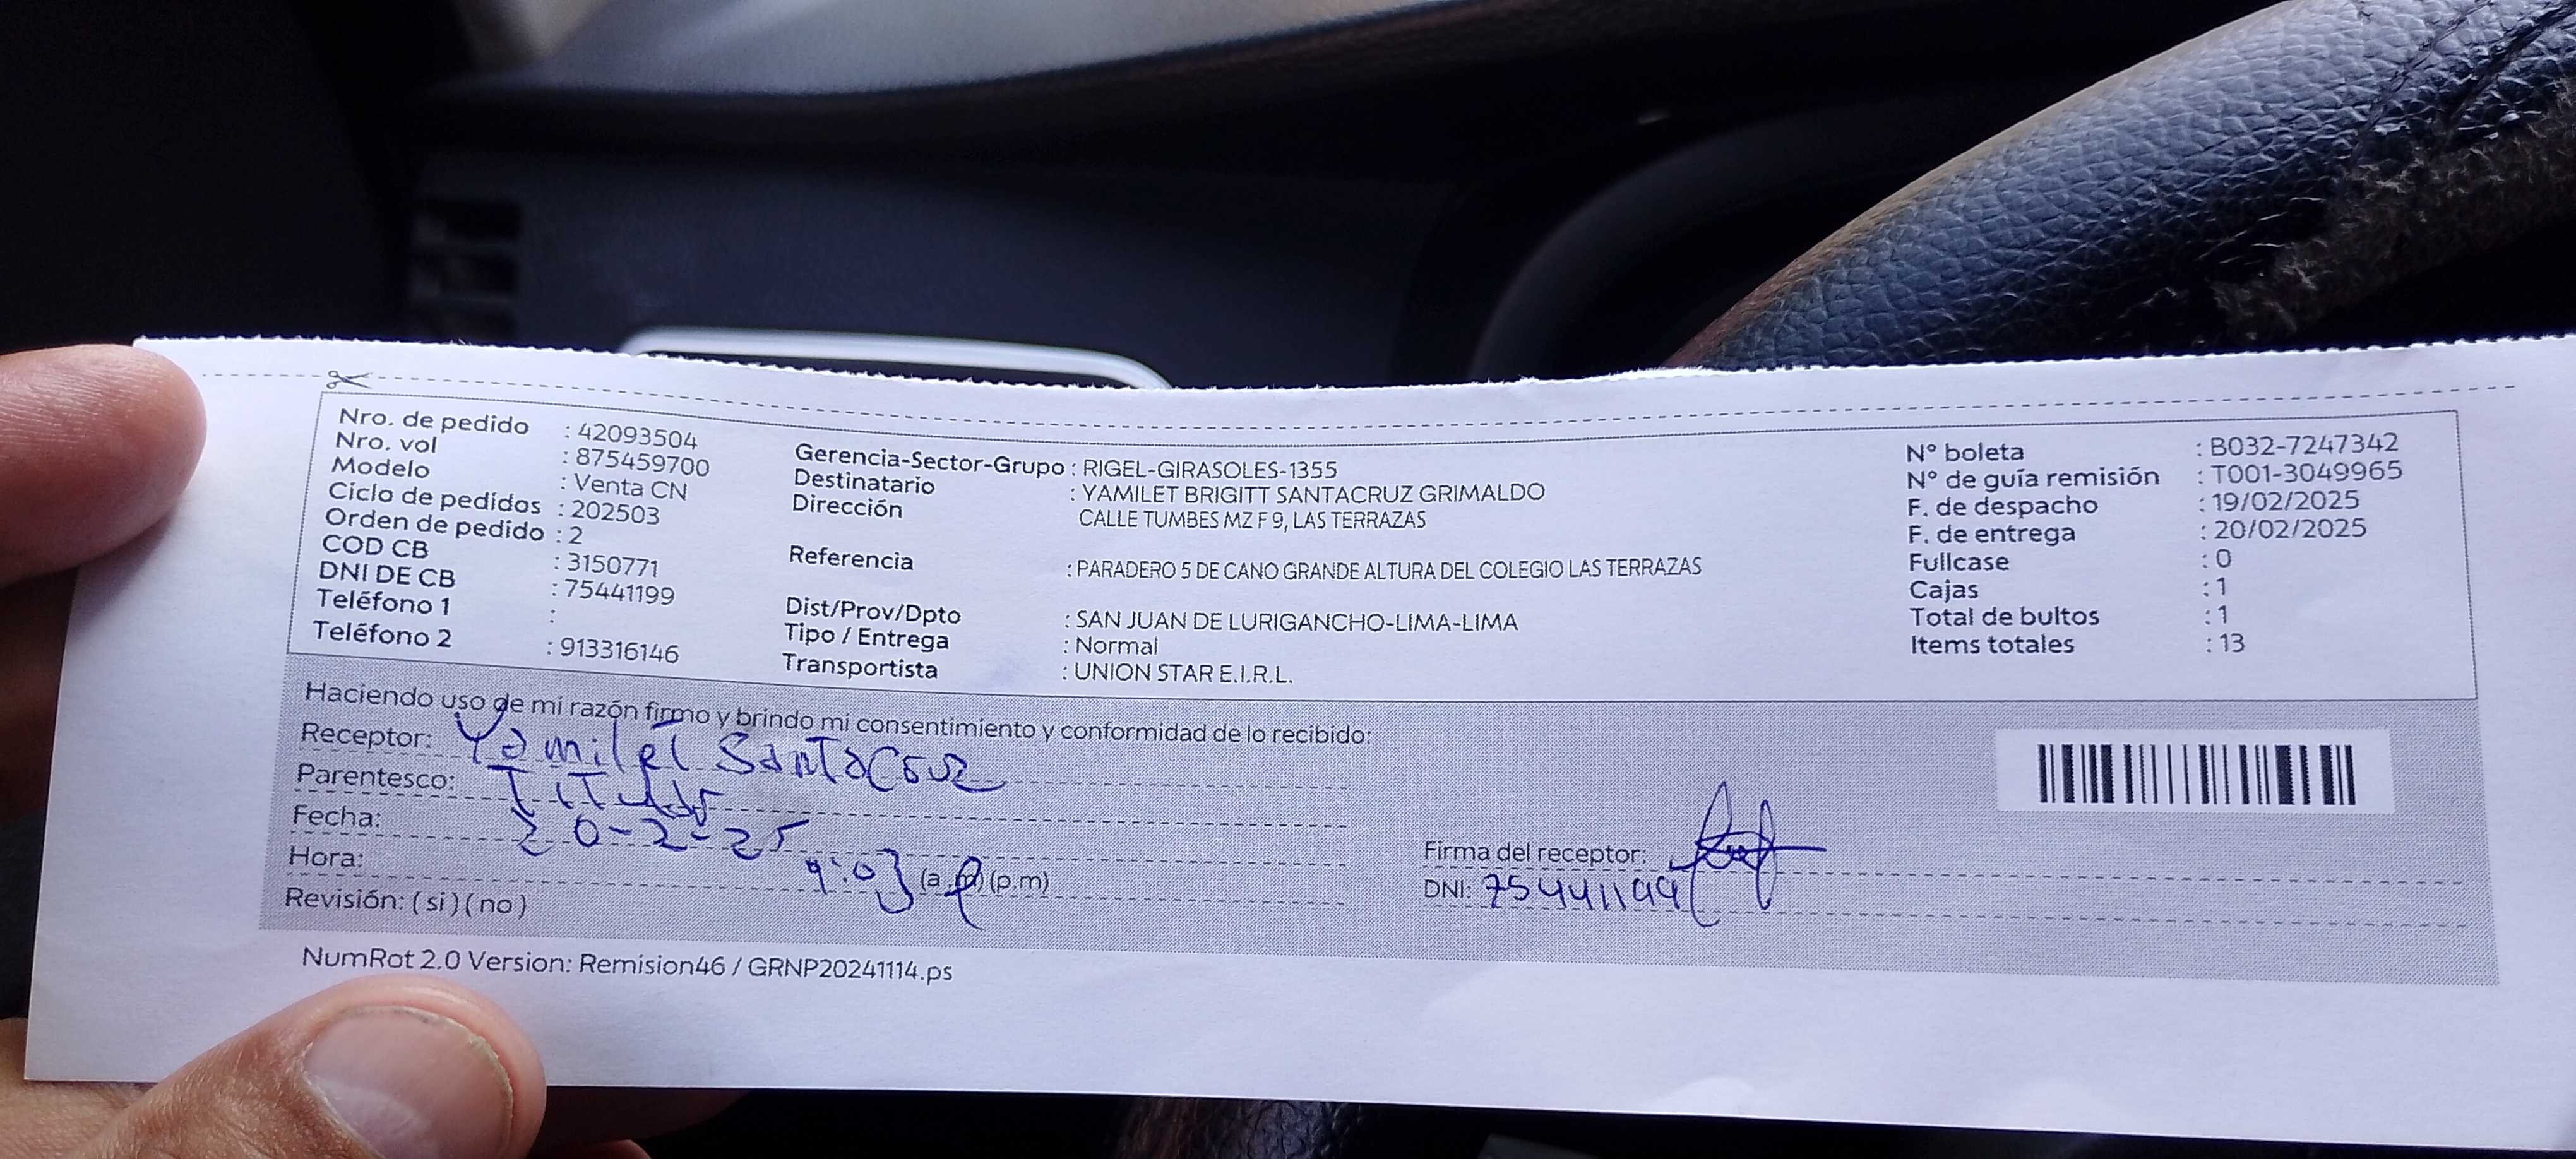 Nro. de pedido : 42093504
Nro. vol : 875459700
Modelo : Venta CN
Ciclo de pedidos : 202503
Orden de pedido : 2
COD CB : 3150771
DNI DE CB : 75441199
Teléfono 1 :
Teléfono 2 : 913316146
Gerencia-Sector-Grupo : RIGEL-GIRASOLES-1355
Destinatario : YAMILET BRIGITT SANTACRUZ GRIMALDO
Dirección CALLE TUMBES MZ F 9, LAS TERRAZAS
Referencia : PARADERO 5 DE CANO GRANDE ALTURA DEL COLEGIO LAS TERRAZAS
Dist/Prov/Dpto : SAN JUAN DE LURIGANCHO-LIMA-LIMA
Tipo / Entrega : Normal
Transportista : UNION STAR E.I.R.L.
N° boleta : B032-7247342
N° de guía remisión : T001-3049965
F. de despacho : 19/02/2025
F. de entrega : 20/02/2025
Fullcase : 0
Cajas : 1
Total de bultos : 1
Items totales : 13
Haciendo uso de mi razón firmo y brindo mi consentimiento y conformidad de lo recibido:
Receptor: Yamilet Santacruz
Parentesco: Titular
Fecha: 20-2-25
Hora: 9:03 (a.m) (p.m)
Revisión: ( si ) ( no )
Firma del receptor:
DNI: 75441199
NumRot 2.0 Version: Remision46 / GRNP20241114.ps